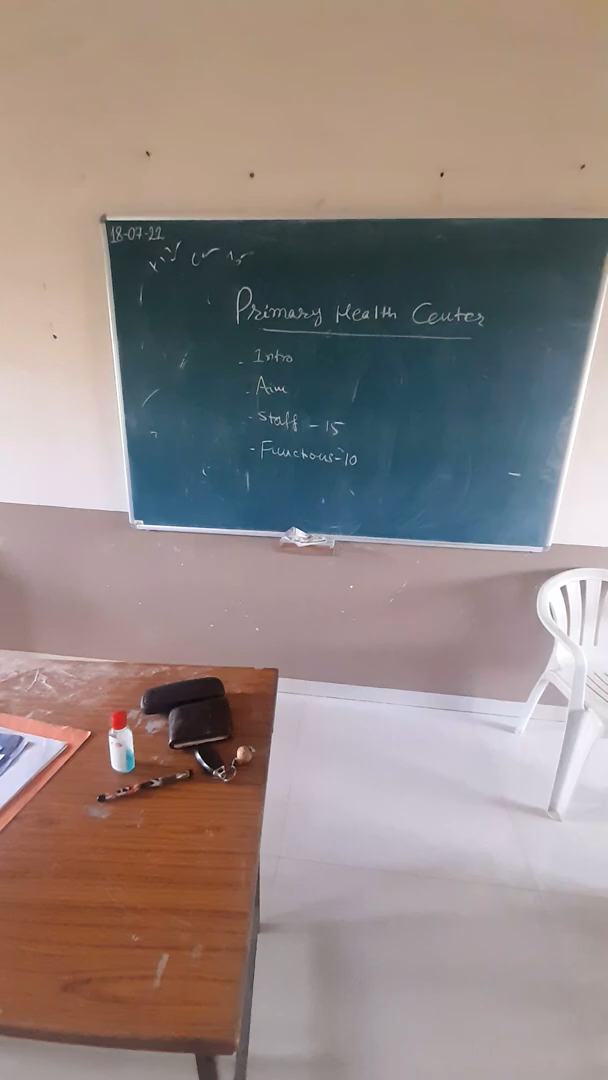 18-07-22
Primary Health Center
- Intro
- Aim
- Staff - 15
- Functions-10